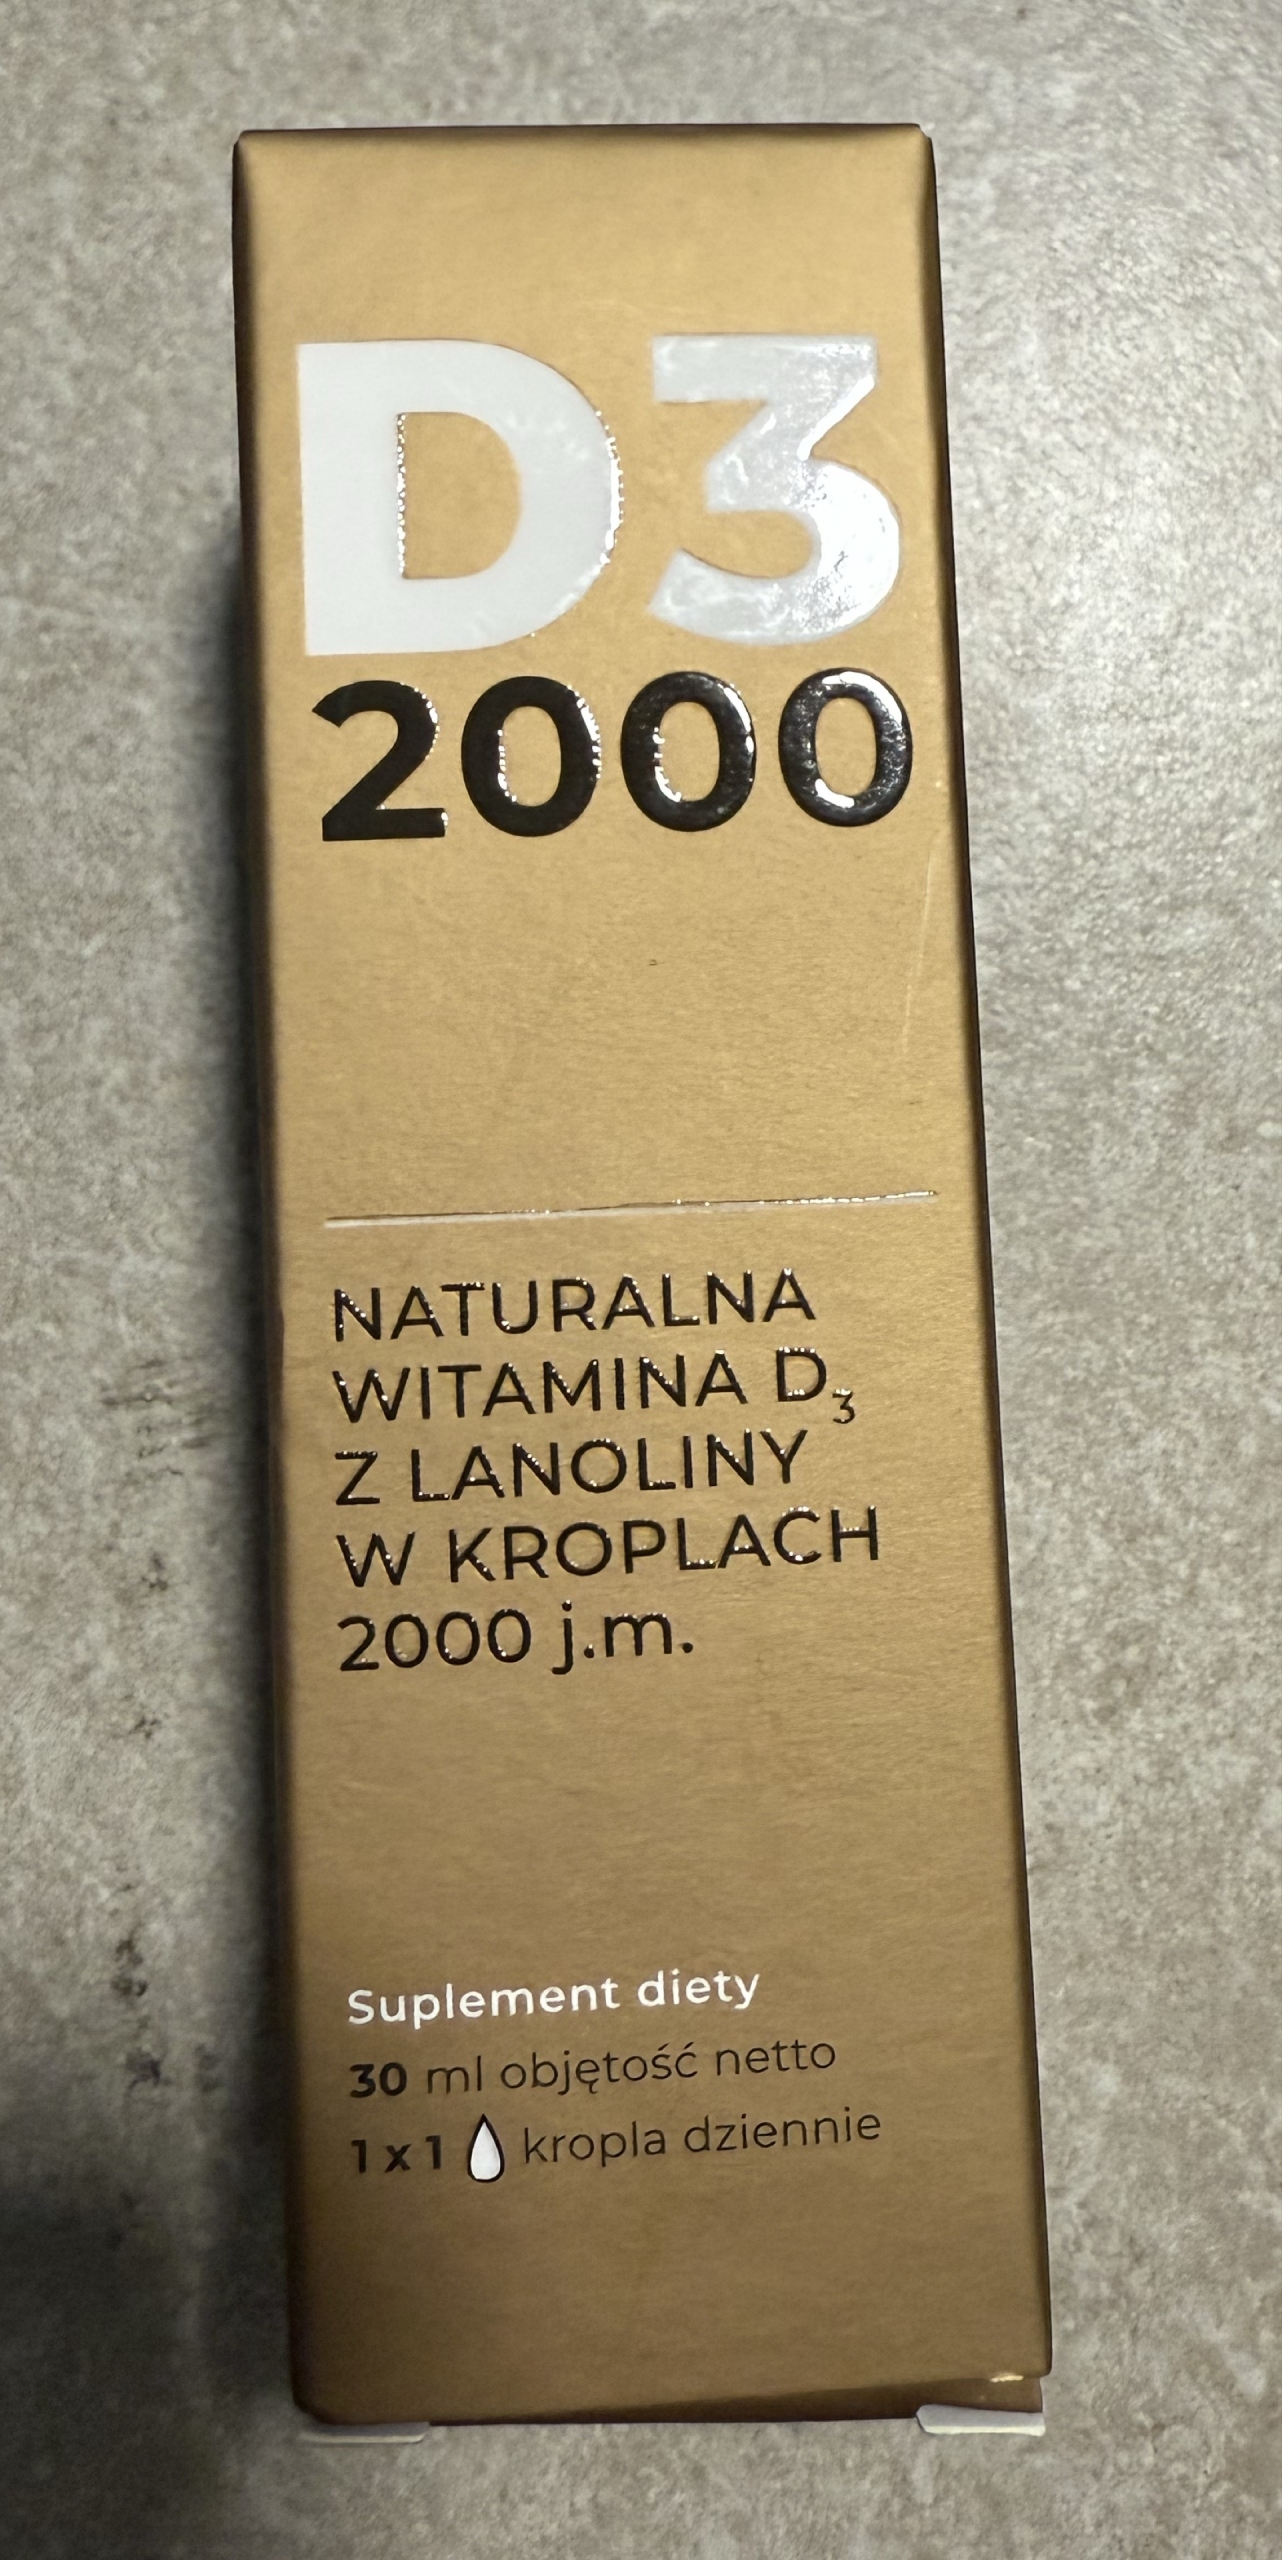 D3
2000
NATURALNA
WITAMINA D₃
Z LANOLINY
W KROPLACH
2000 j.m.
Suplement diety
30 ml objętość netto
1 x 1 kropla dziennie